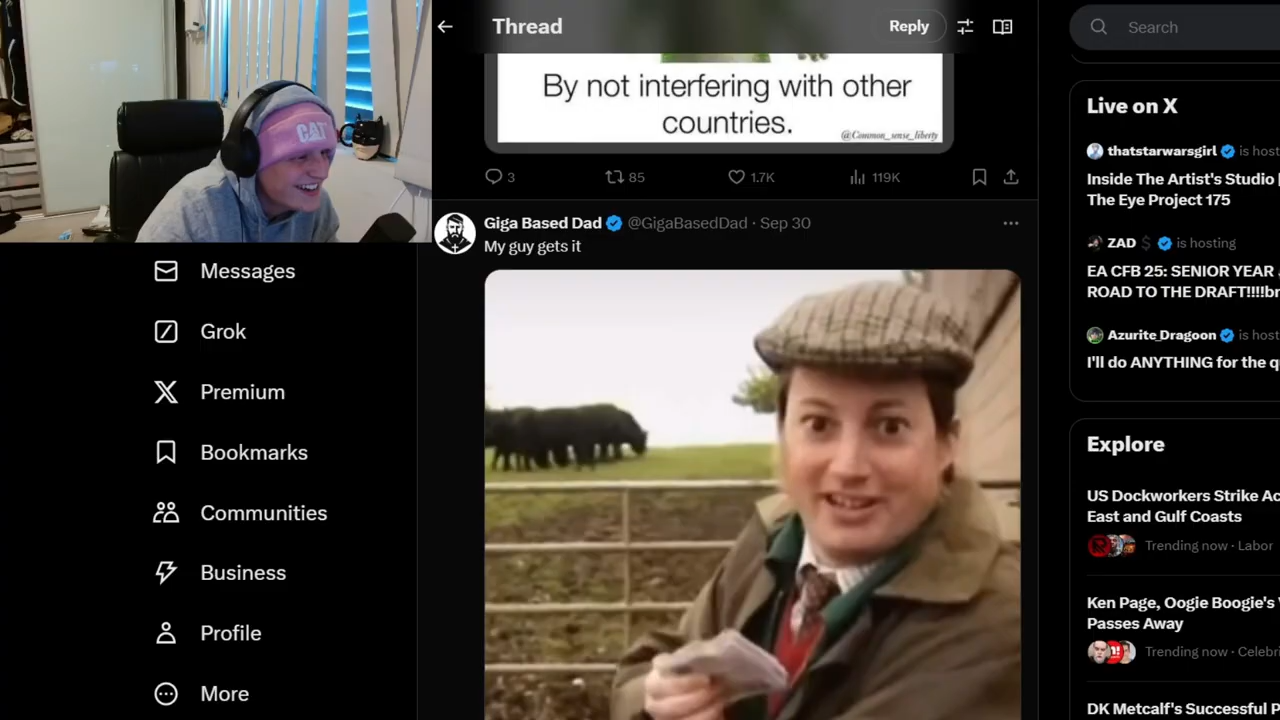 CAT
Thread
Reply
Search
By not interfering with other
countries.
@Common_sense_liberty
3
85
1.7K
119K
Giga Based Dad @GigaBasedDad · Sep 30
My guy gets it
Messages
Grok
Premium
Bookmarks
Communities
Business
Profile
More
Live on X
thatstarwarsgirl is host
Inside The Artist's Studio |
The Eye Project 175
ZAD $ is hosting
EA CFB 25: SENIOR YEAR
ROAD TO THE DRAFT!!!!br
Azurite_Dragoon is host
I'll do ANYTHING for the q
Explore
US Dockworkers Strike Ac
East and Gulf Coasts
Trending now · Labor
Ken Page, Oogie Boogie's
Passes Away
Trending now · Celebri
DK Metcalf's Successful P